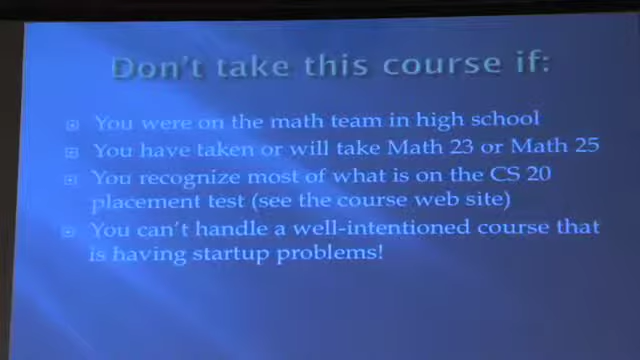 Don't take this course if:
You were on the math team in high school
You have taken or will take Math 23 or Math 25
You recognize most of what is on the CS 20
placement test (see the course web site)
You can't handle a well-intentioned course that
is having startup problems!